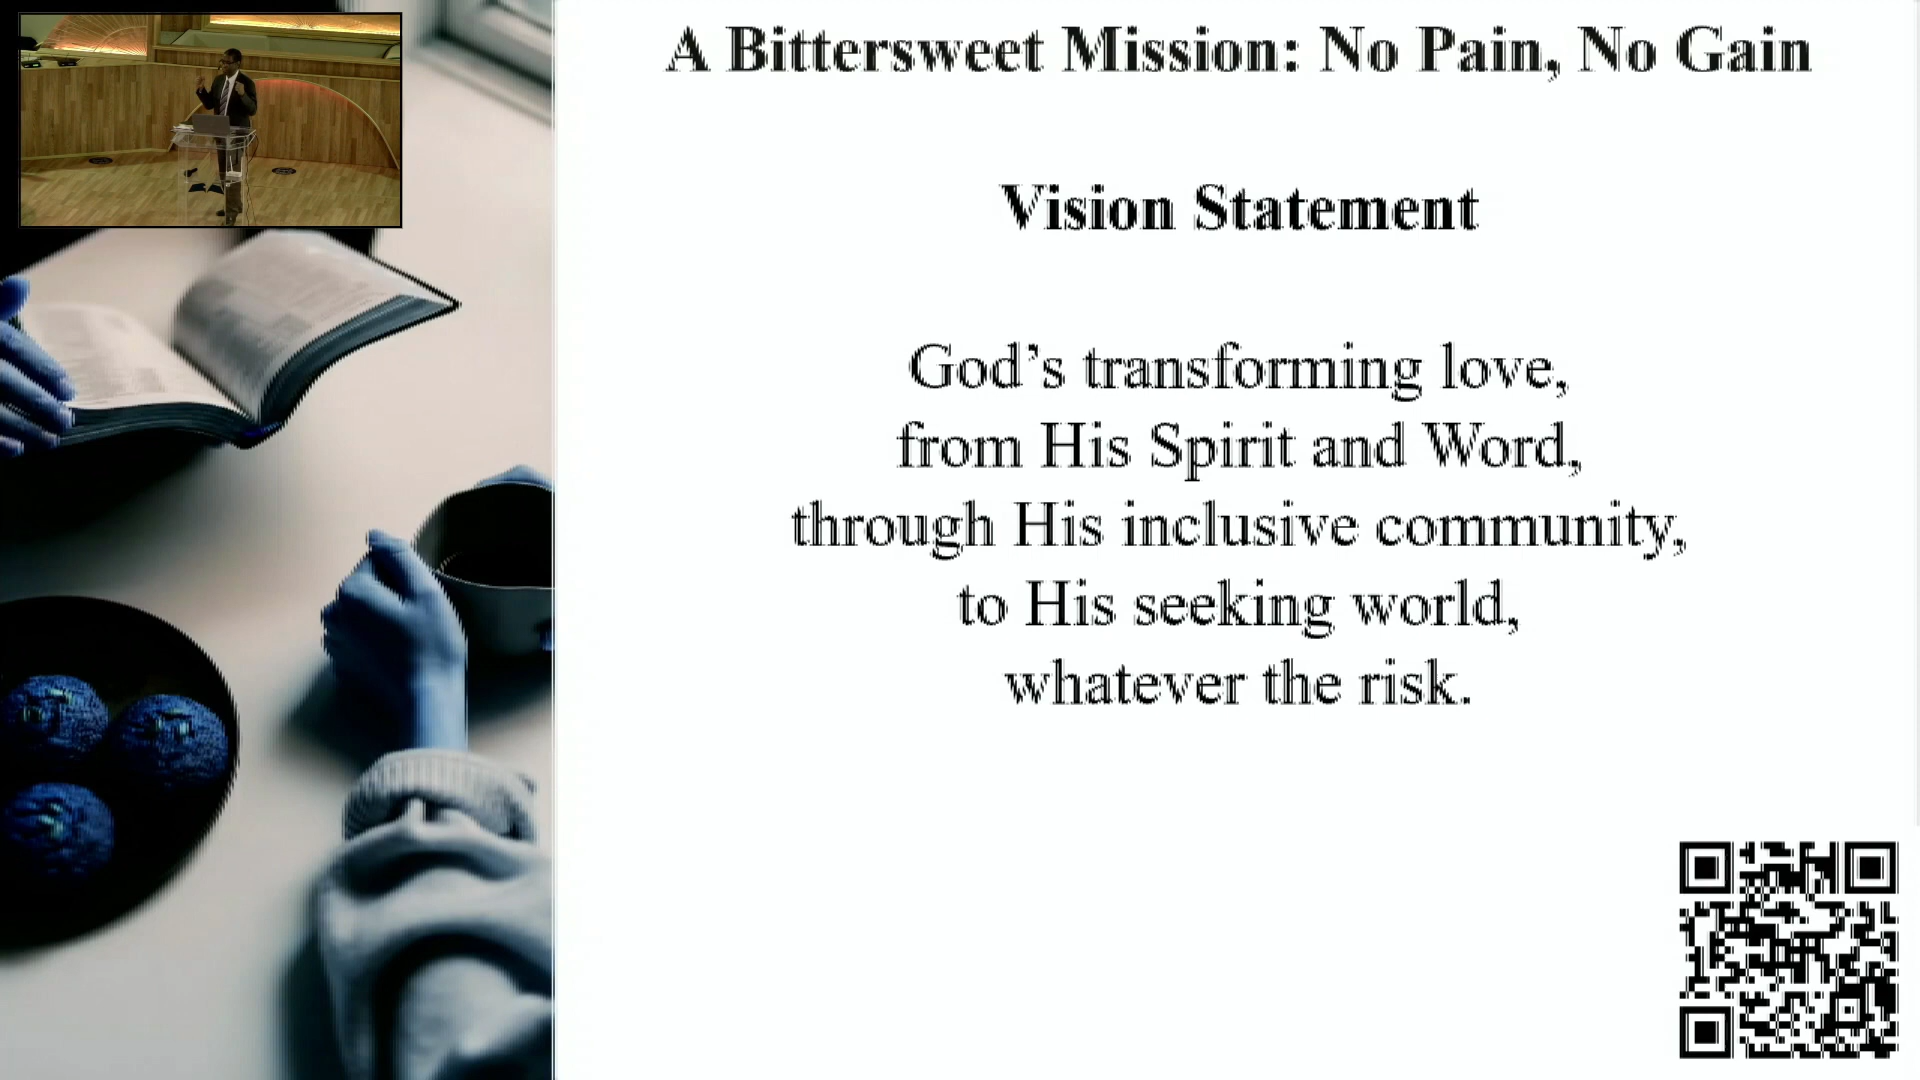 A Bittersweet Mission: No Pain, No Gain
Vision Statement
God’s transforming love,
from His Spirit and Word,
through His inclusive community,
to His seeking world,
whatever the risk.